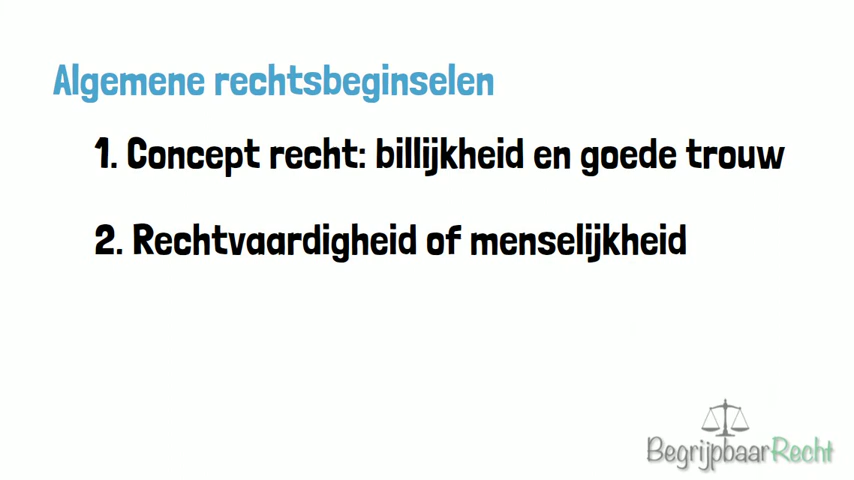 Algemene rechtsbeginselen
1. Concept recht: billijkheid en goede trouw
2. Rechtvaardigheid of menselijkheid
BegrijpbaarRecht